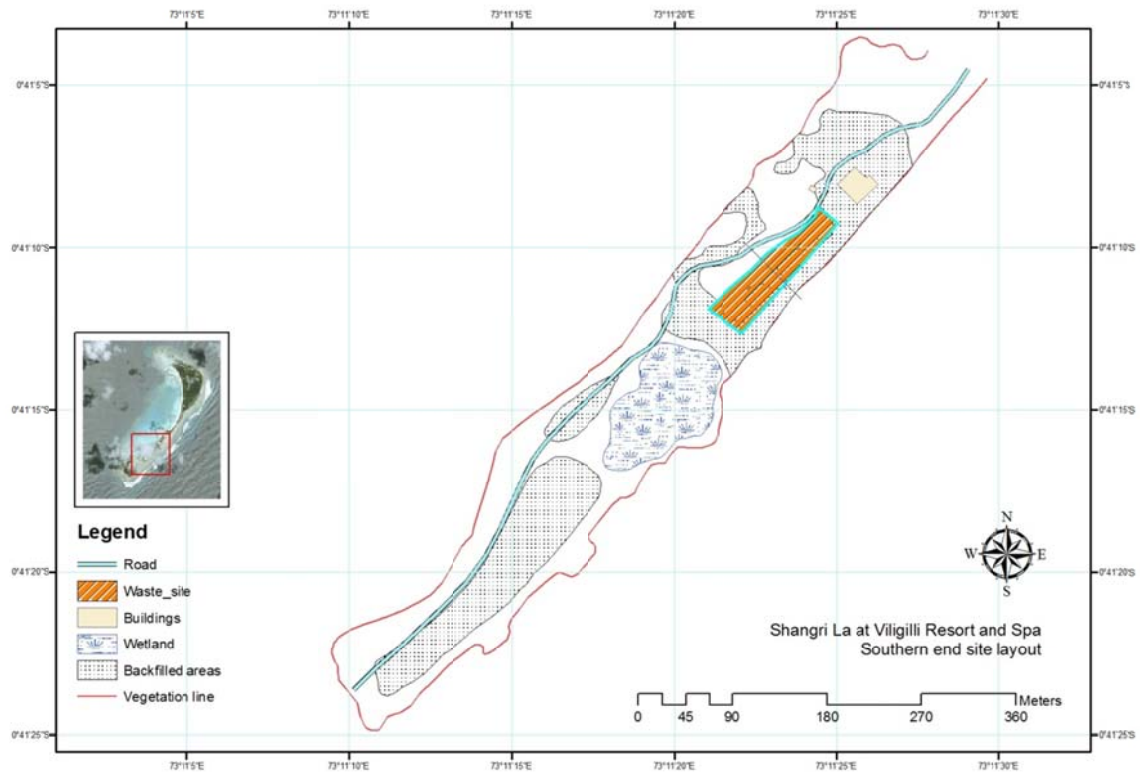 73°11'5"E 73°11'10"E 73°11'15"E 73°11'20"E 73°11'25"E 73°11'30"E
0°41'5"S 0°41'5"S
0°41'10"S 0°41'10"S
0°41'15"S 0°41'15"S
Legend
Road
Waste_site
Buildings
Wetland
Backfilled areas
Vegetation line
N
W E
S
0°41'20"S 0°41'20"S
Shangri La at Viligilli Resort and Spa
Southern end site layout
Meters
0 45 90 180 270 360
0°41'25"S 0°41'25"S
73°11'5"E 73°11'10"E 73°11'15"E 73°11'20"E 73°11'25"E 73°11'30"E